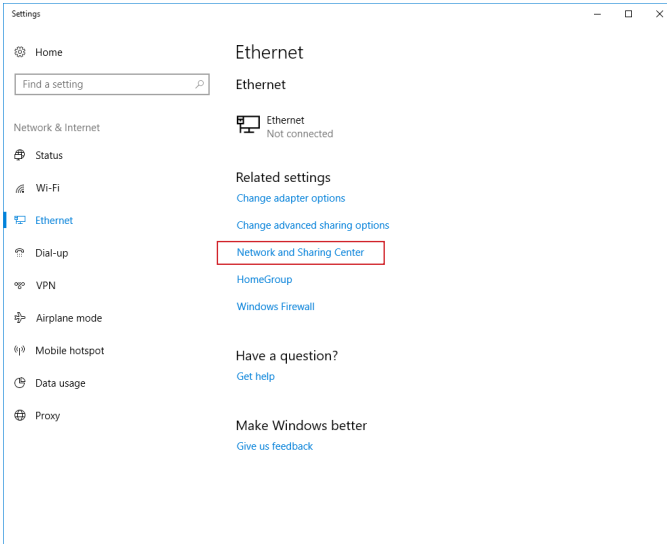 Settings
Home
Find a setting
Network & Internet
Status
Wi-Fi
Ethernet
Dial-up
VPN
Airplane mode
Mobile hotspot
Data usage
Proxy
Ethernet
Ethernet
Ethernet
Not connected
Related settings
Change adapter options
Change advanced sharing options
Network and Sharing Center
HomeGroup
Windows Firewall
Have a question?
Get help
Make Windows better
Give us feedback